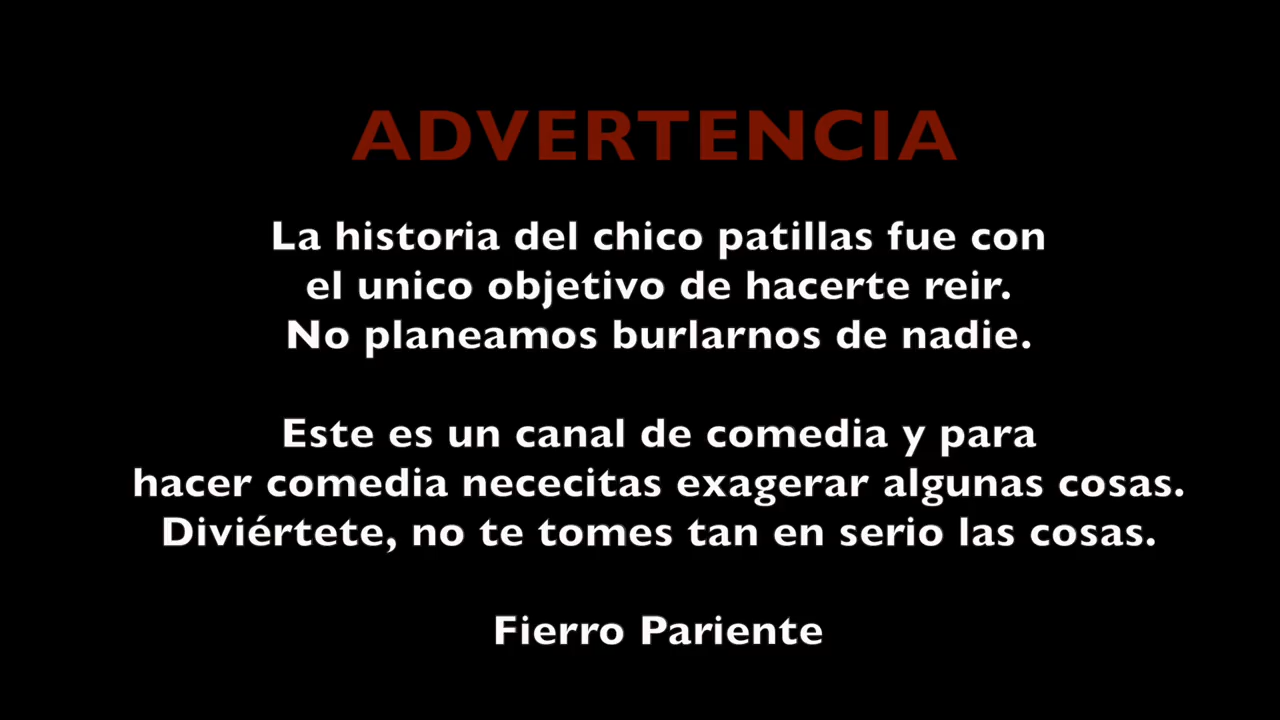 ADVERTENCIA
La historia del chico patillas fue con
el unico objetivo de hacerte reir.
No planeamos burlarnos de nadie.
Este es un canal de comedia y para
hacer comedia nececitas exagerar algunas cosas.
Diviértete, no te tomes tan en serio las cosas.
Fierro Pariente